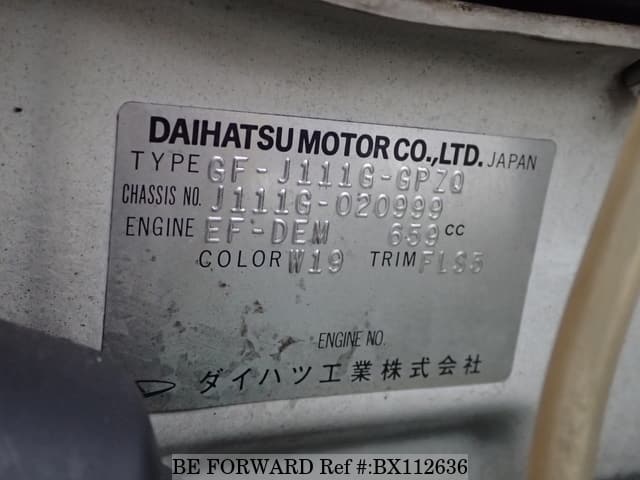 DAIHATSU MOTOR CO.,LTD. JAPAN
TYPE GF-J111G-GPZQ
CHASSIS NO. J111G-020999
ENGINE EF-DEM 659 cc
COLOR W19 TRIM FLS5
ENGINE NO.
ダイハツ工業株式会社
BE FORWARD Ref #:BX112636